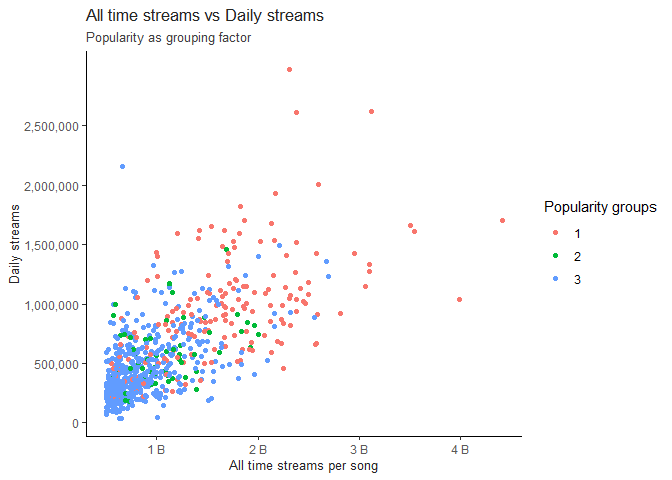 All time streams vs Daily streams
Popularity as grouping factor
Daily streams
2,500,000
2,000,000
1,500,000
1,000,000
500,000
0
1 B
2 B
3 B
4 B
All time streams per song
Popularity groups
1
2
3